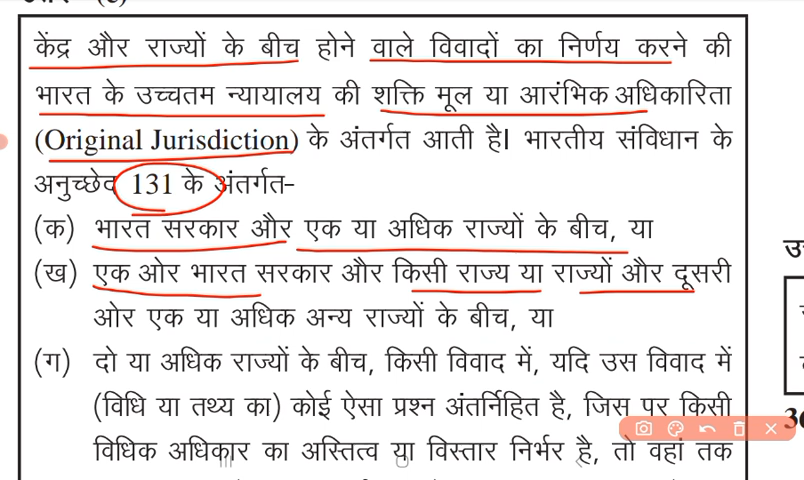 केंद्र और राज्यों के बीच होने वाले विवादों का निर्णय करने की
भारत के उच्चतम न्यायालय की शक्ति मूल या आरंभिक अधिकारिता
(Original Jurisdiction) के अंतर्गत आती है। भारतीय संविधान के
अनुच्छेद 131 के अंतर्गत-
(क) भारत सरकार और एक या अधिक राज्यों के बीच, या
(ख) एक ओर भारत सरकार और किसी राज्य या राज्यों और दूसरी
ओर एक या अधिक अन्य राज्यों के बीच, या
(ग) दो या अधिक राज्यों के बीच, किसी विवाद में, यदि उस विवाद में
(विधि या तथ्य का) कोई ऐसा प्रश्न अंतर्निहित है, जिस पर किसी
विधिक अधिकार का अस्तित्व या विस्तार निर्भर है, तो वहां तक